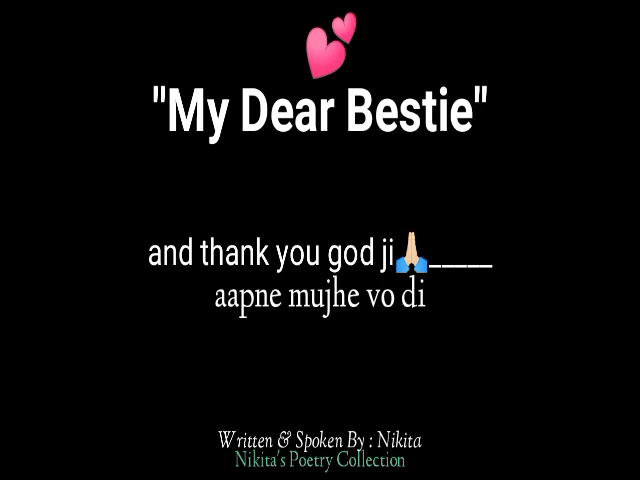 💕
"My Dear Bestie"
and thank you god ji🙏_____
aapne mujhe vo di
Written & Spoken By : Nikita
Nikita's Poetry Collection